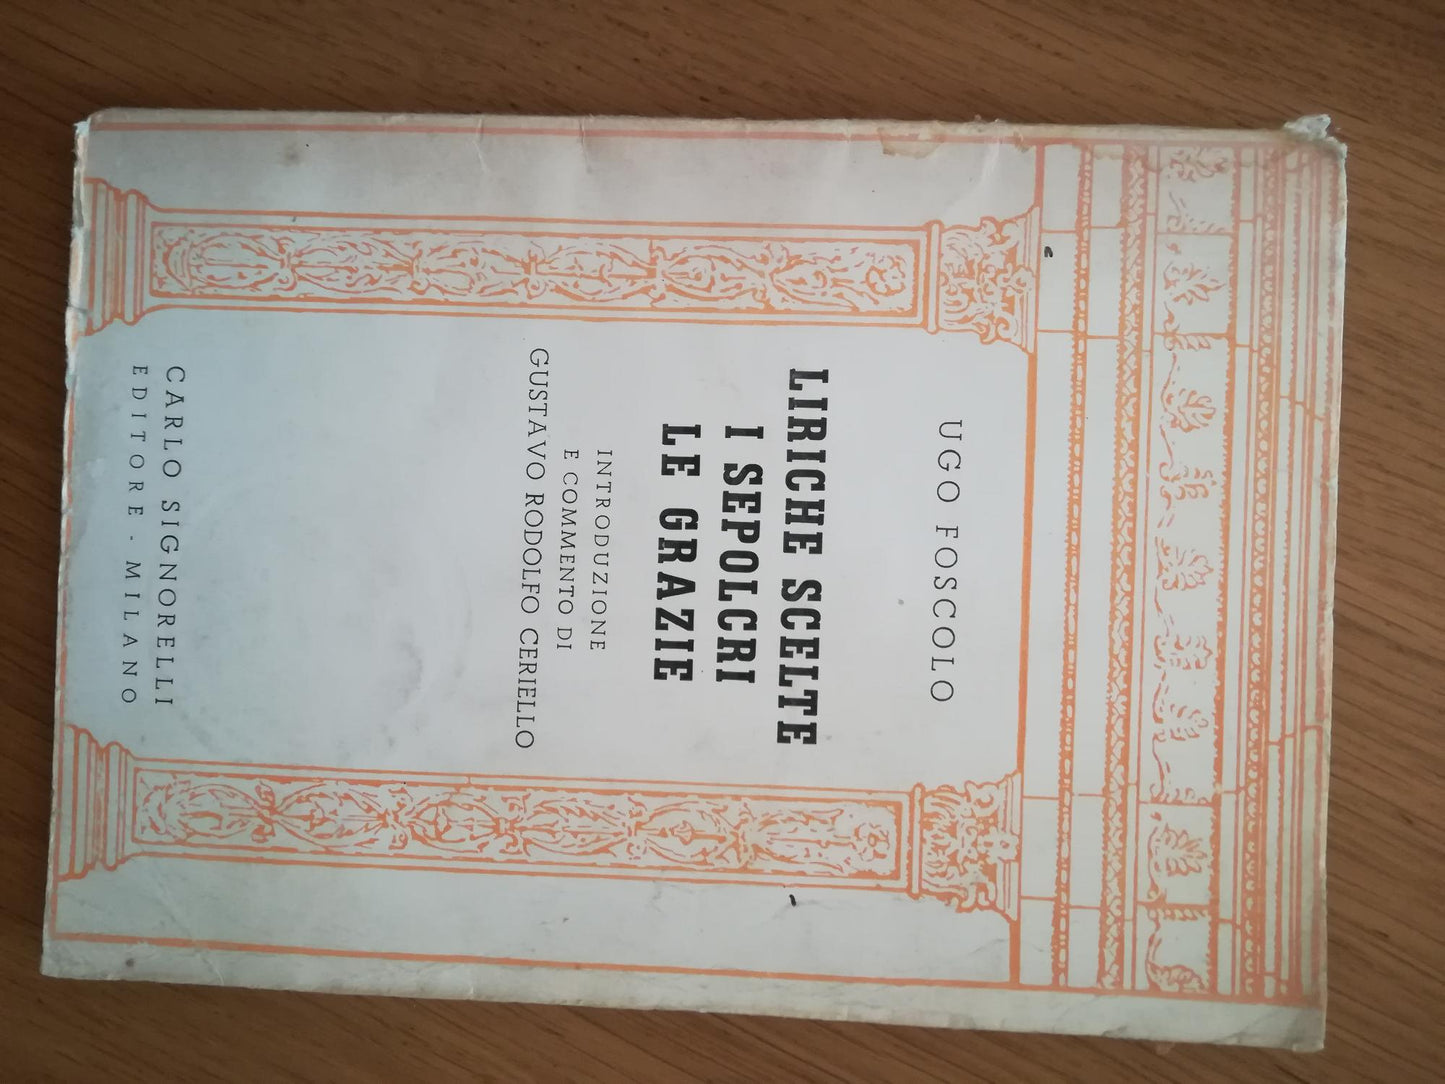 UGO FOSCOLO
LIRICHE SCELTE
I SEPOLCRI
LE GRAZIE
INTRODUZIONE
E COMMENTO DI
GUSTAVO RODOLFO CERIELLO
CARLO SIGNORELLI
EDITORE - MILANO